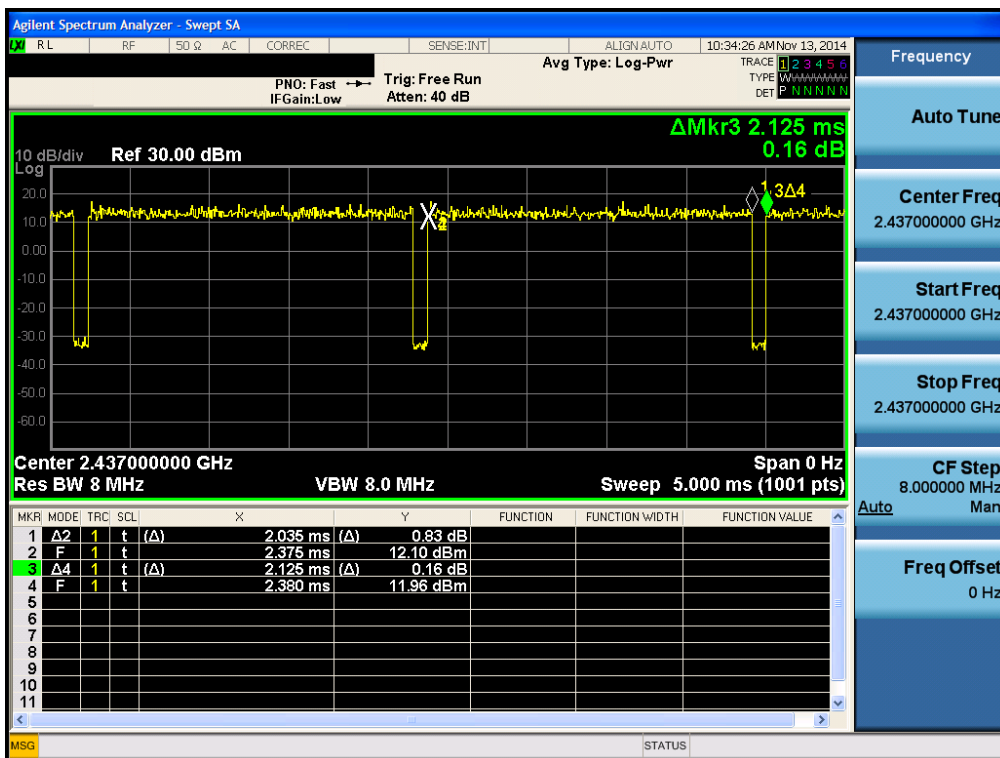 Agilent Spectrum Analyzer - Swept SA
LXI RL RF 50 Ω AC CORREC SENSE:INT ALIGN AUTO 10:34:26 AM Nov 13, 2014
PNO: Fast
IFGain:Low
Trig: Free Run
Atten: 40 dB
Avg Type: Log-Pwr
TRACE 1 2 3 4 5 6
TYPE W
DET P N N N N N
ΔMkr3 2.125 ms
0.16 dB
10 dB/div Ref 30.00 dBm
Log
20.0
10.0
0.00
-10.0
-20.0
-30.0
-40.0
-50.0
-60.0
3Δ4
Center 2.437000000 GHz Span 0 Hz
Res BW 8 MHz VBW 8.0 MHz Sweep 5.000 ms (1001 pts)
MKR MODE TRC SCL X Y FUNCTION FUNCTION WIDTH FUNCTION VALUE
1 Δ2 1 t (Δ) 2.035 ms (Δ) 0.83 dB
2 F 1 t 2.375 ms 12.10 dBm
3 Δ4 1 t (Δ) 2.125 ms (Δ) 0.16 dB
4 F 1 t 2.380 ms 11.96 dBm
5
6
7
8
9
10
11
MSG STATUS
Frequency
Auto Tune
Center Freq
2.437000000 GHz
Start Freq
2.437000000 GHz
Stop Freq
2.437000000 GHz
CF Step
8.000000 MHz
Auto Man
Freq Offset
0 Hz